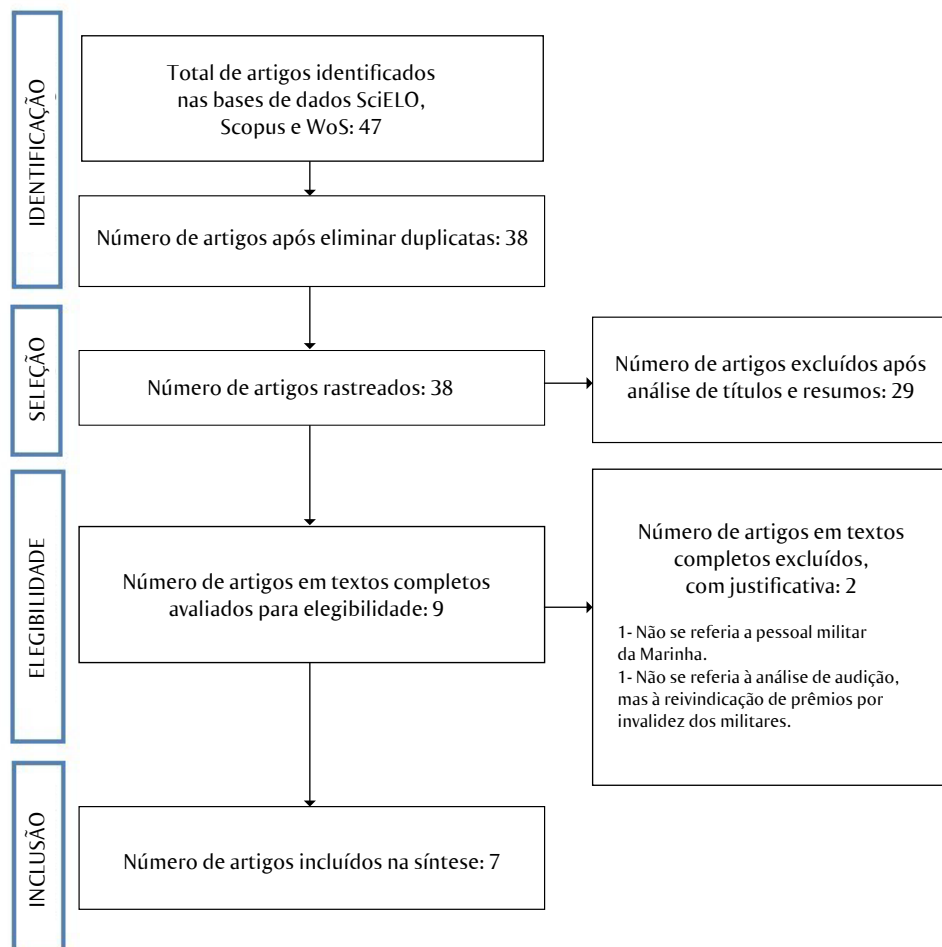 IDENTIFICAÇÃO
Total de artigos identificados
nas bases de dados SciELO,
Scopus e WoS: 47
Número de artigos após eliminar duplicatas: 38
SELEÇÃO
Número de artigos rastreados: 38
Número de artigos excluídos após
análise de títulos e resumos: 29
ELEGIBILIDADE
Número de artigos em textos completos
avaliados para elegibilidade: 9
Número de artigos em textos
completos excluídos,
com justificativa: 2
1- Não se referia a pessoal militar
da Marinha.
1- Não se referia à análise de audição,
mas à reivindicação de prêmios por
invalidez dos militares.
INCLUSÃO
Número de artigos incluídos na síntese: 7